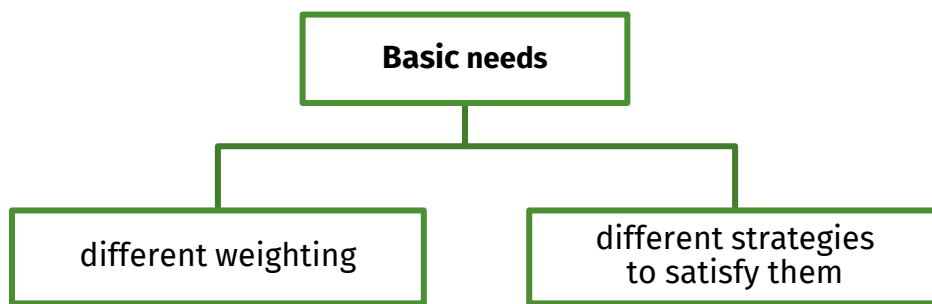 Basic needs
different weighting
different strategies
to satisfy them